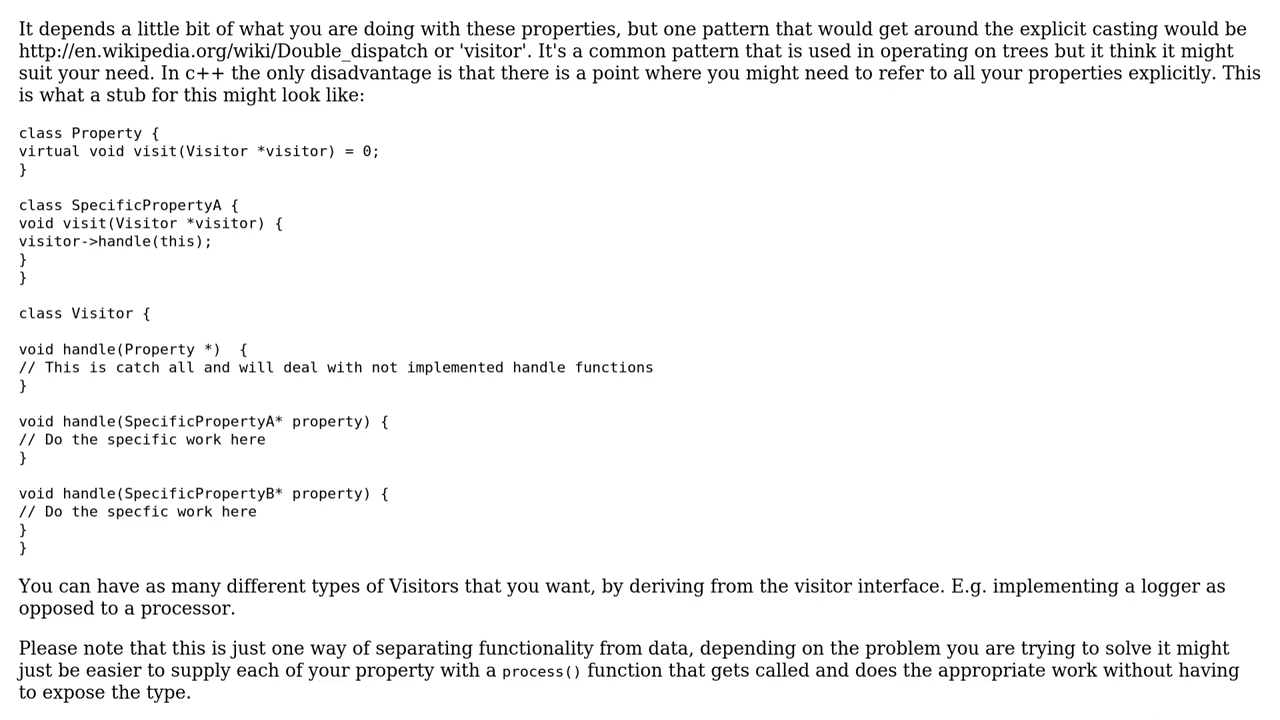 It depends a little bit of what you are doing with these properties, but one pattern that would get around the explicit casting would be
http://en.wikipedia.org/wiki/Double_dispatch or 'visitor'. It's a common pattern that is used in operating on trees but it think it might
suit your need. In c++ the only disadvantage is that there is a point where you might need to refer to all your properties explicitly. This
is what a stub for this might look like:
class Property {
virtual void visit(Visitor *visitor) = 0;
}
class SpecificPropertyA {
void visit(Visitor *visitor) {
visitor->handle(this);
}
}
class Visitor {
void handle(Property *)  {
// This is catch all and will deal with not implemented handle functions
}
void handle(SpecificPropertyA* property) {
// Do the specific work here
}
void handle(SpecificPropertyB* property) {
// Do the specfic work here
}
}
You can have as many different types of Visitors that you want, by deriving from the visitor interface. E.g. implementing a logger as
opposed to a processor.
Please note that this is just one way of separating functionality from data, depending on the problem you are trying to solve it might
just be easier to supply each of your property with a process() function that gets called and does the appropriate work without having
to expose the type.